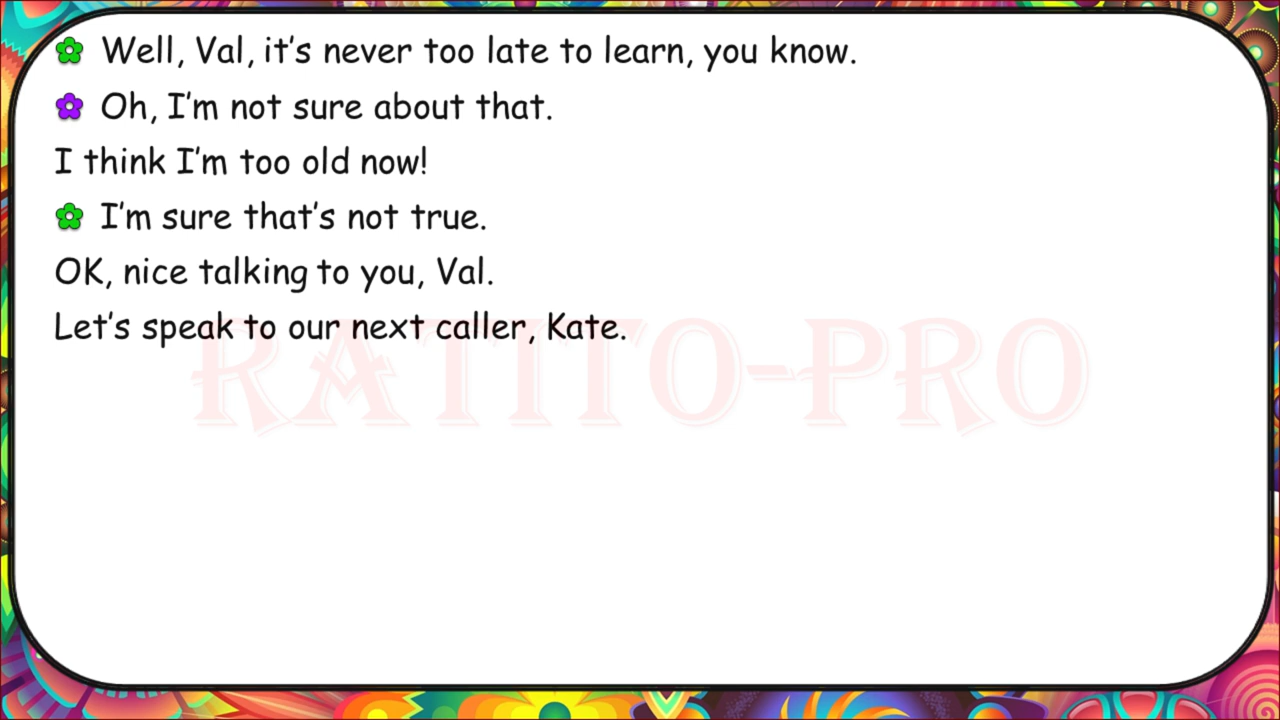 Well, Val, it's never too late to learn, you know.
Oh, I'm not sure about that.
I think I'm too old now!
I'm sure that's not true.
OK, nice talking to you, Val.
Let's speak to our next caller, Kate.
RATITO-PRO